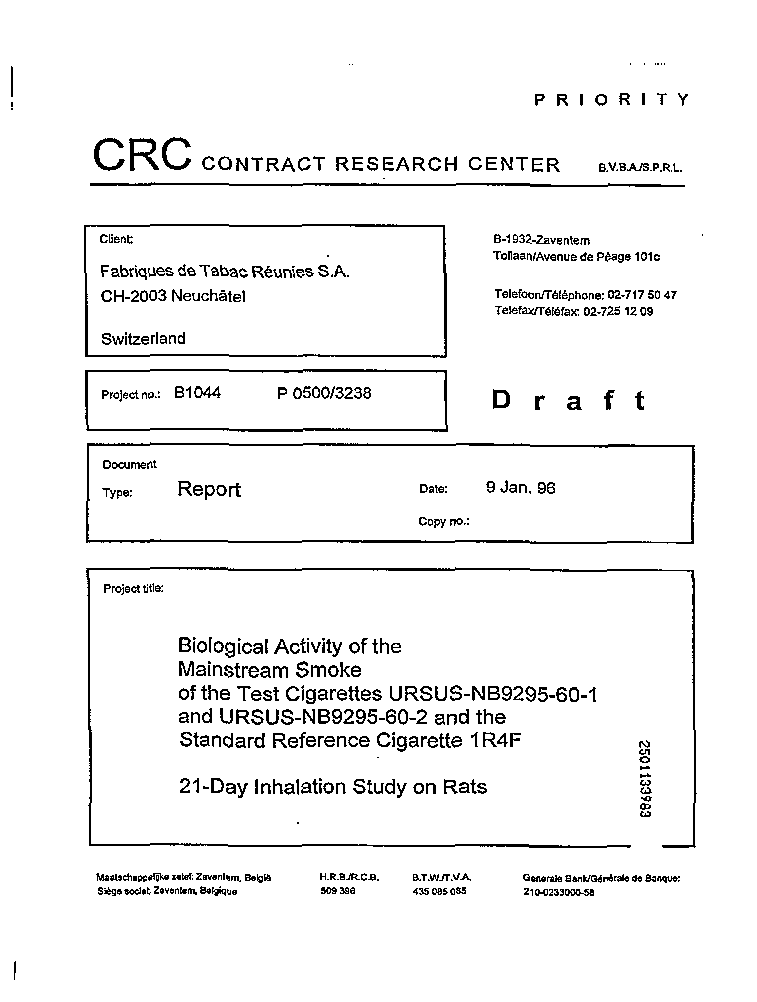 P R I O R I T Y
CRC CONTRACT RESEARCH CENTER B.V.B.A./S.P.R.L.
Client:
Fabriques de Tabac Réunies S.A.
CH-2003 Neuchâtel
Switzerland
B-1932-Zaventem
Tollaan/Avenue de Péage 101c
Telefoon/Téléphone: 02-717 50 47
Telefax/Téléfax: 02-725 12 09
Project no.: B1044 P 0500/3238
D r a f t
Document
Type: Report Date: 9 Jan. 96
Copy no.:
Project title:
Biological Activity of the
Mainstream Smoke
of the Test Cigarettes URSUS-NB9295-60-1
and URSUS-NB9295-60-2 and the
Standard Reference Cigarette 1R4F
21-Day Inhalation Study on Rats
2501133983
Maatschappelijke zetel: Zaventem, België H.R.B./R.C.B. B.T.W./T.V.A. Generale Bank/Générale de Banque:
Siège social: Zaventem, Belgique 509 396 435 085 085 210-0233000-58